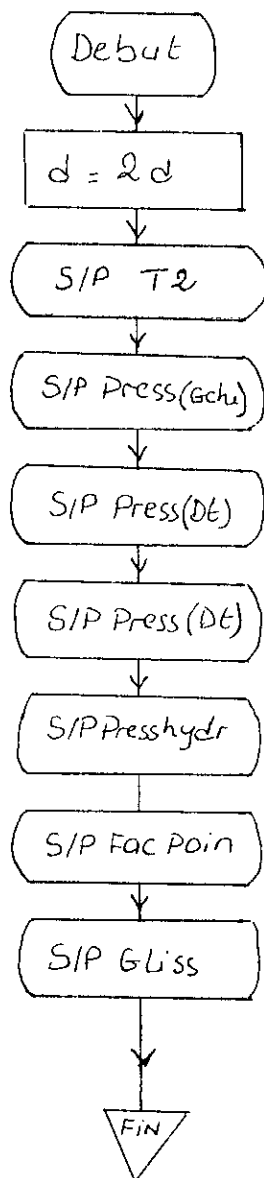 Debut
d = 2d
S/P T2
S/P Press(Gche)
S/P Press(Dt)
S/P Press(Dt)
S/P Presshydr
S/P Fac Poin
S/P GLiss
FiN